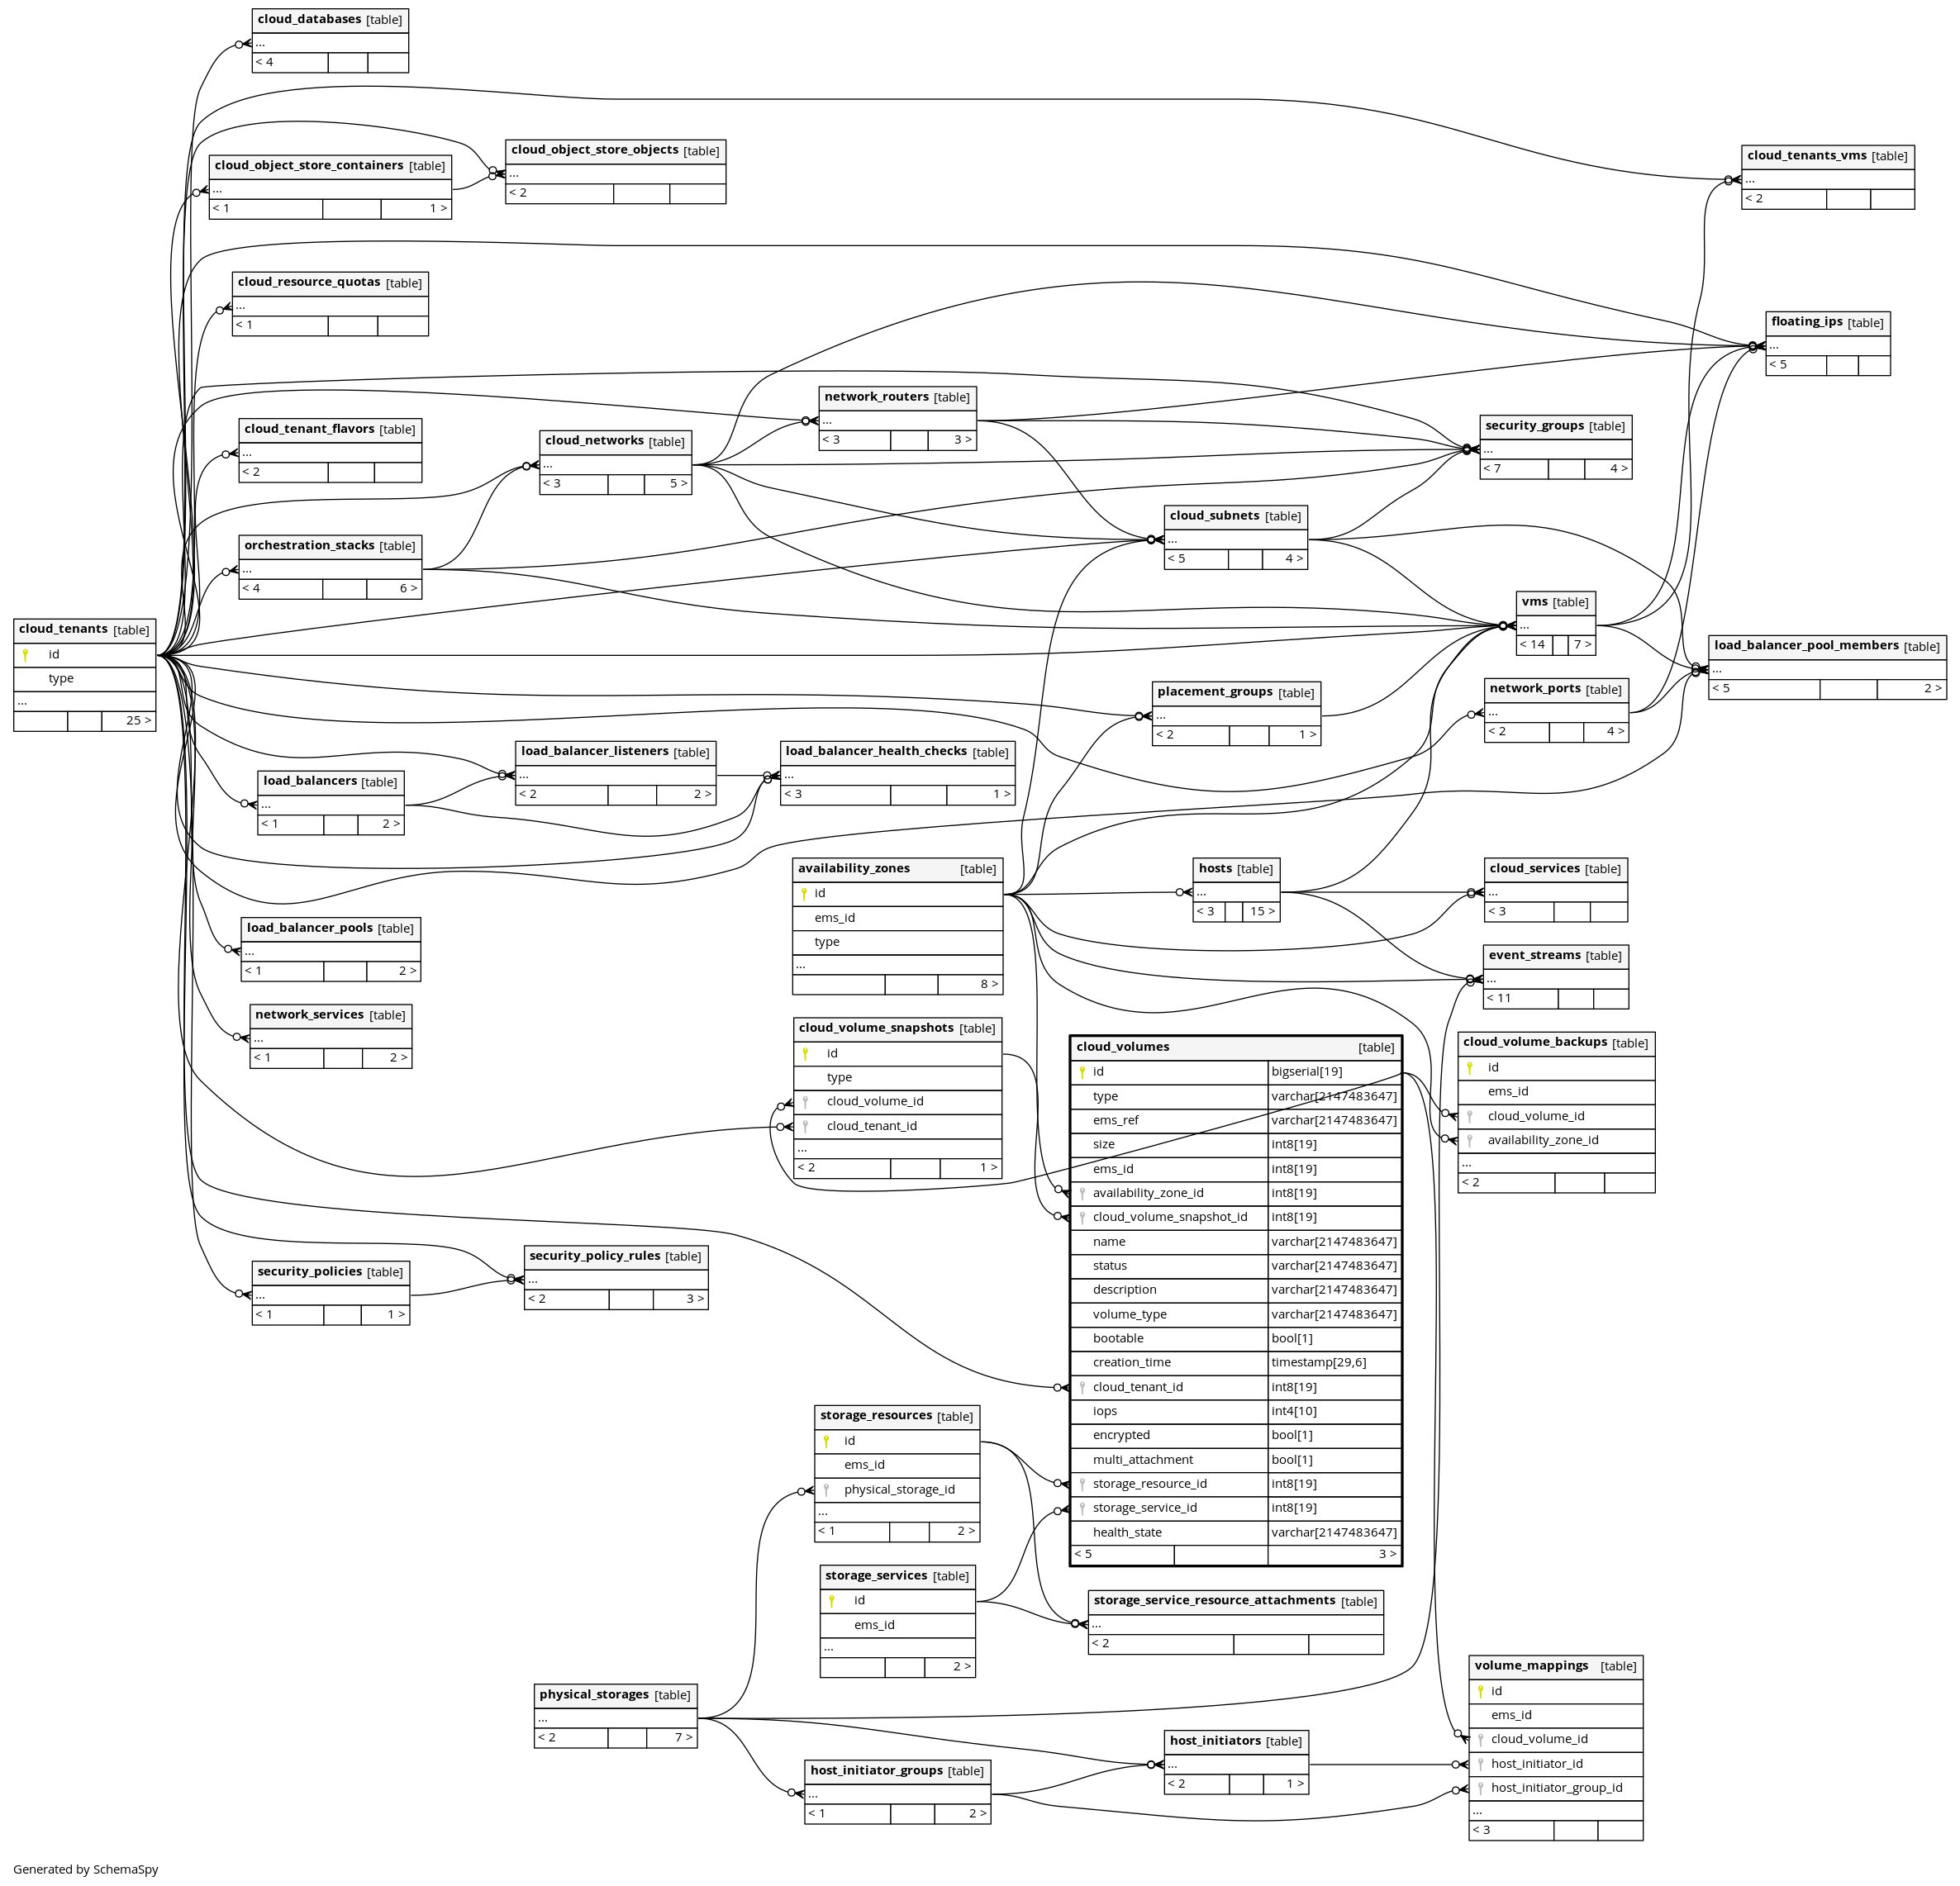 cloud_databases [table]
...
< 4
cloud_object_store_objects [table]
...
< 2
cloud_tenants_vms [table]
...
< 2
cloud_object_store_containers [table]
...
< 1 1 >
cloud_resource_quotas [table]
...
< 1
floating_ips [table]
...
< 5
network_routers [table]
...
< 3 3 >
security_groups [table]
...
< 7 4 >
cloud_tenant_flavors [table]
...
< 2
cloud_networks [table]
...
< 3 5 >
cloud_subnets [table]
...
< 5 4 >
orchestration_stacks [table]
...
< 4 6 >
vms [table]
...
< 14 7 >
cloud_tenants [table]
id
type
...
25 >
load_balancer_pool_members [table]
...
< 5 2 >
placement_groups [table]
...
< 2 1 >
network_ports [table]
...
< 2 4 >
load_balancer_listeners [table]
...
< 2 2 >
load_balancer_health_checks [table]
...
< 3 1 >
load_balancers [table]
...
< 1 2 >
availability_zones [table]
id
ems_id
type
...
8 >
hosts [table]
...
< 3 15 >
cloud_services [table]
...
< 3
load_balancer_pools [table]
...
< 1 2 >
event_streams [table]
...
< 11
network_services [table]
...
< 1 2 >
cloud_volume_snapshots [table]
id
type
cloud_volume_id
cloud_tenant_id
...
< 2 1 >
cloud_volumes [table]
id bigserial[19]
type varchar[2147483647]
ems_ref varchar[2147483647]
size int8[19]
ems_id int8[19]
availability_zone_id int8[19]
cloud_volume_snapshot_id int8[19]
name varchar[2147483647]
status varchar[2147483647]
description varchar[2147483647]
volume_type varchar[2147483647]
bootable bool[1]
creation_time timestamp[29,6]
cloud_tenant_id int8[19]
iops int4[10]
encrypted bool[1]
multi_attachment bool[1]
storage_resource_id int8[19]
storage_service_id int8[19]
health_state varchar[2147483647]
< 5 3 >
cloud_volume_backups [table]
id
ems_id
cloud_volume_id
availability_zone_id
...
< 2
security_policies [table]
...
< 1 1 >
security_policy_rules [table]
...
< 2 3 >
storage_resources [table]
id
ems_id
physical_storage_id
...
< 1 2 >
storage_services [table]
id
ems_id
...
2 >
storage_service_resource_attachments [table]
...
< 2
physical_storages [table]
...
< 2 7 >
volume_mappings [table]
id
ems_id
cloud_volume_id
host_initiator_id
host_initiator_group_id
...
< 3
host_initiators [table]
...
< 2 1 >
host_initiator_groups [table]
...
< 1 2 >
Generated by SchemaSpy